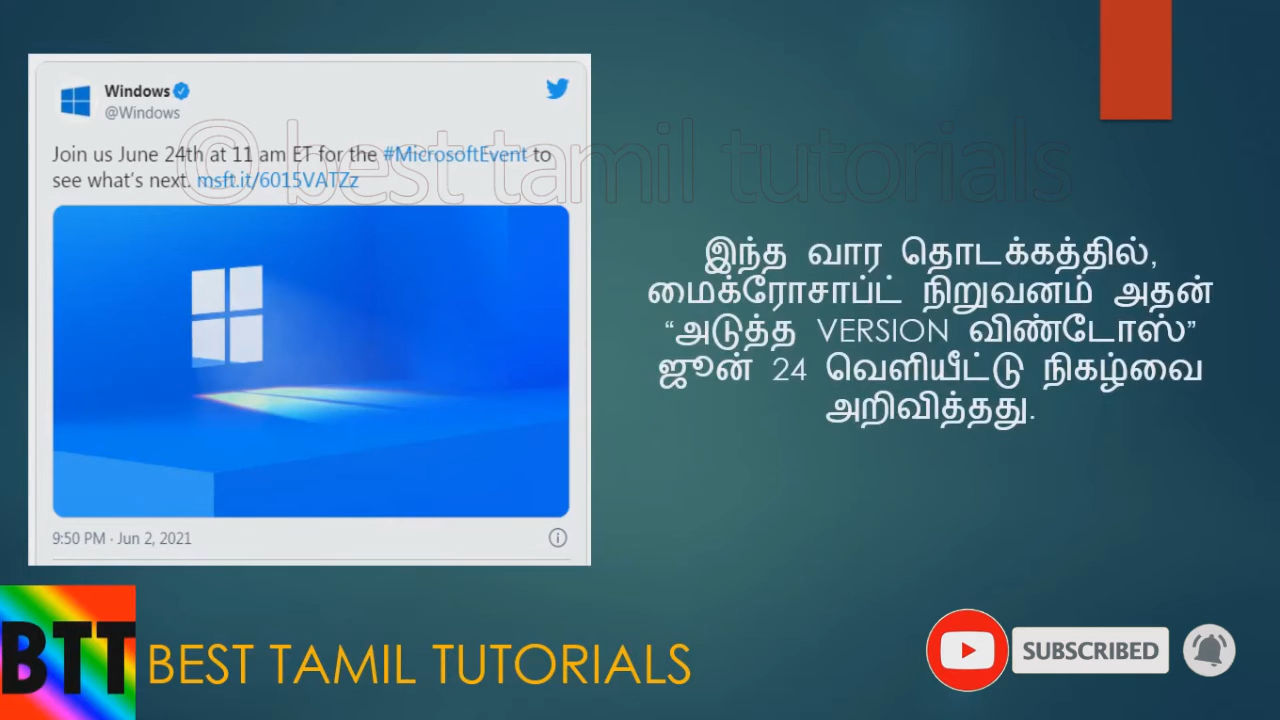 Windows
@Windows
Join us June 24th at 11 am ET for the #MicrosoftEvent to
see what's next. msft.it/6015VATZz
9:50 PM · Jun 2, 2021
© best tamil tutorials
இந்த வார தொடக்கத்தில்,
மைக்ரோசாப்ட் நிறுவனம் அதன்
“அடுத்த VERSION விண்டோஸ்”
ஜூன் 24 வெளியீட்டு நிகழ்வை
அறிவித்தது.
BTT
BEST TAMIL TUTORIALS
SUBSCRIBED